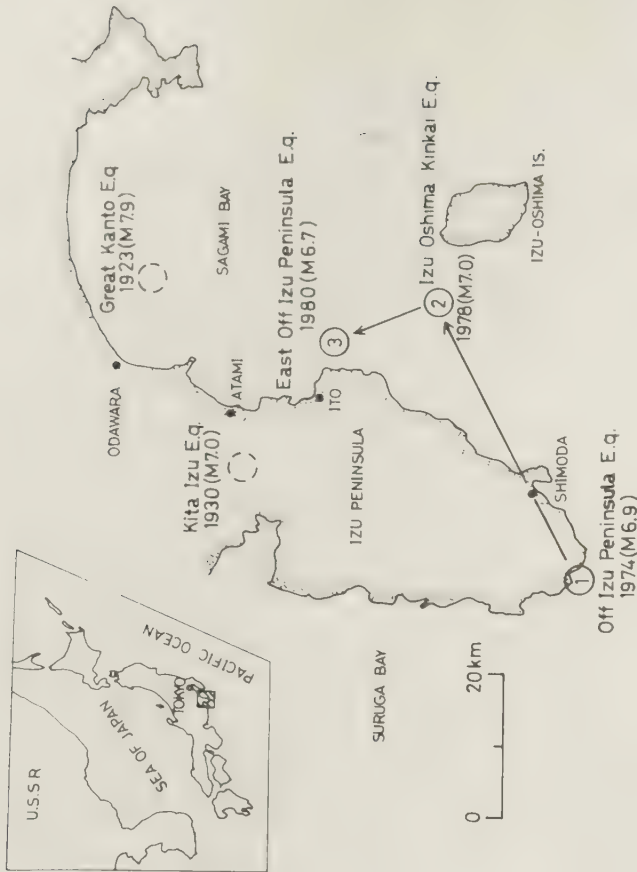 U.S.S R
SEA OF JAPAN
PACIFIC OCEAN
TOKYO
Great Kanto E.q
1923(M7.9)
ODAWARA
Kita Izu E.q.
1930(M7.0)
ATAMI
SAGAMI BAY
East Off Izu Peninsula E.q.
1980(M6.7)
3
ITO
IZU PENINSULA
Izu Oshima Kinkai E.q.
2
1978(M7.0)
IZU-OSHIMA IS.
SHIMODA
1
Off Izu Peninsula E.q.
1974(M6.9)
SURUGA BAY
0
20km